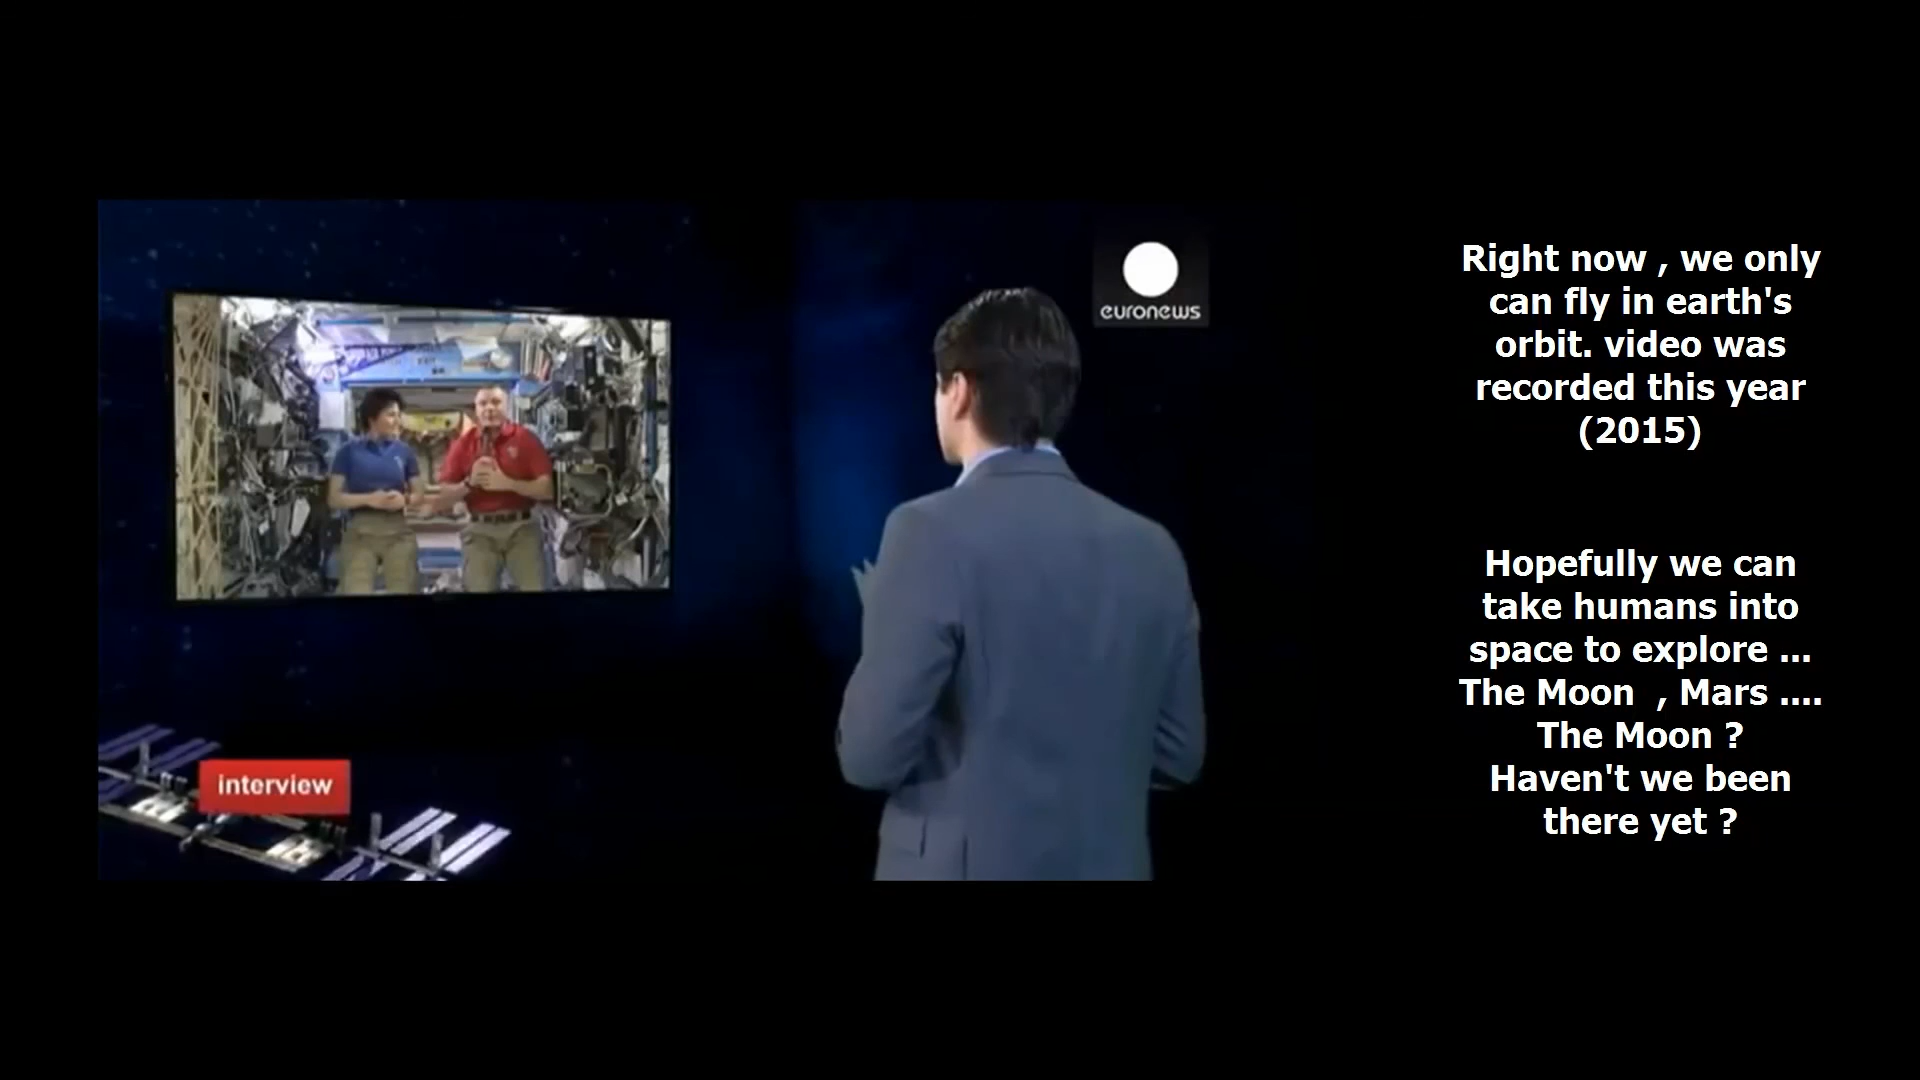 euronews
interview
Right now , we only
can fly in earth's
orbit. video was
recorded this year
(2015)
Hopefully we can
take humans into
space to explore ...
The Moon  , Mars ....
The Moon ?
Haven't we been
there yet ?